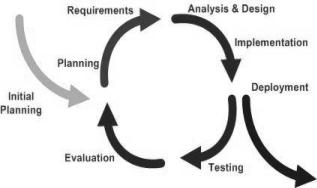 Requirements
Analysis & Design
Implementation
Planning
Deployment
Initial
Planning
Evaluation
Testing